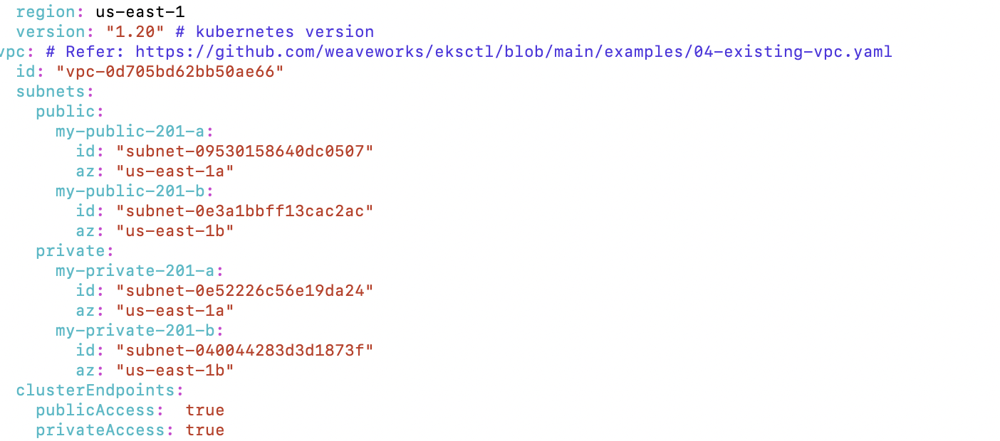 region: us-east-1
version: "1.20" # kubernetes version
vpc: # Refer: https://github.com/weaveworks/eksctl/blob/main/examples/04-existing-vpc.yaml
id: "vpc-0d705bd62bb50ae66"
subnets:
public:
my-public-201-a:
id: "subnet-09530158640dc0507"
az: "us-east-1a"
my-public-201-b:
id: "subnet-0e3a1bbff13cac2ac"
az: "us-east-1b"
private:
my-private-201-a:
id: "subnet-0e52226c56e19da24"
az: "us-east-1a"
my-private-201-b:
id: "subnet-040044283d3d1873f"
az: "us-east-1b"
clusterEndpoints:
publicAccess:  true
privateAccess: true